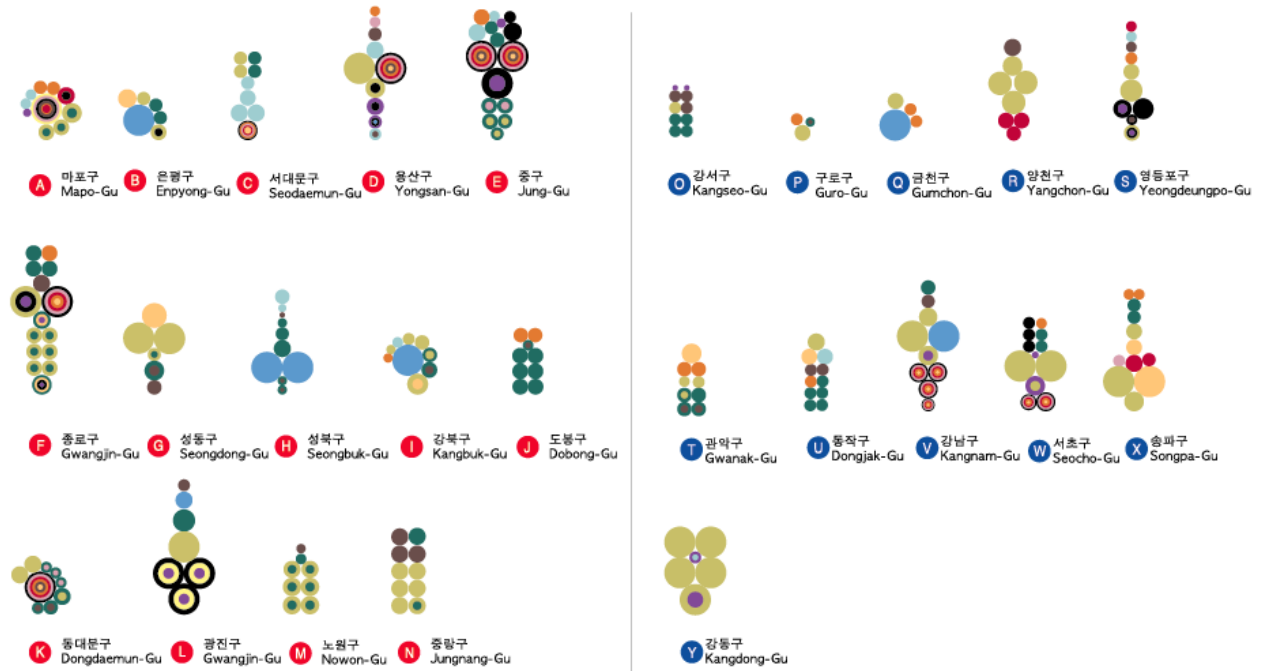 A 마포구
Mapo-Gu
B 은평구
Enpyong-Gu
C 서대문구
Seodaemun-Gu
D 용산구
Yongsan-Gu
E 중구
Jung-Gu
F 종로구
Gwangjin-Gu
G 성동구
Seongdong-Gu
H 성북구
Seongbuk-Gu
I 강북구
Kangbuk-Gu
J 도봉구
Dobong-Gu
K 동대문구
Dongdaemun-Gu
L 광진구
Gwangjin-Gu
M 노원구
Nowon-Gu
N 중랑구
Jungnang-Gu
O 강서구
Kangseo-Gu
P 구로구
Guro-Gu
Q 금천구
Gumchon-Gu
R 양천구
Yangchon-Gu
S 영등포구
Yeongdeungpo-Gu
T 관악구
Gwanak-Gu
U 동작구
Dongjak-Gu
V 강남구
Kangnam-Gu
W 서초구
Seocho-Gu
X 송파구
Songpa-Gu
Y 강동구
Kangdong-Gu